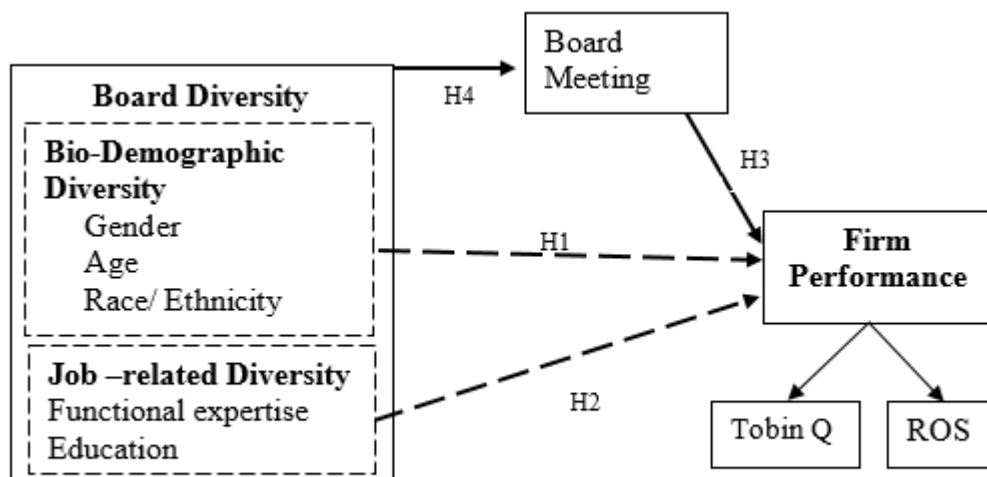 Board
Meeting
H4
Board Diversity
H3
Bio-Demographic
Diversity
Gender
Age
Race/ Ethnicity
H1
Firm
Performance
Job –related Diversity
Functional expertise
Education
H2
Tobin Q
ROS